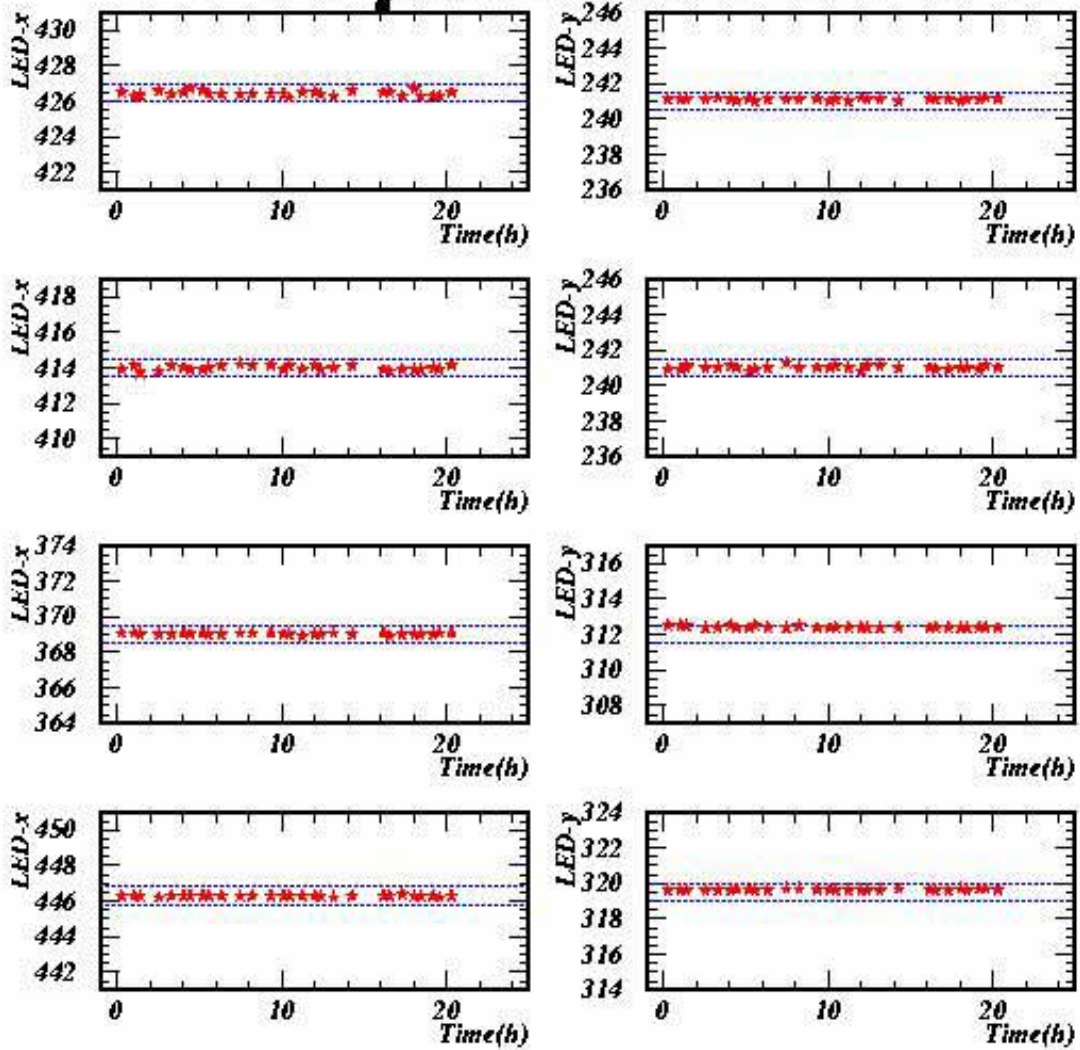 LED-x 430 428 426 424 422 0 10 20 Time(h)
LED-y 246 244 242 240 238 236 0 10 20 Time(h)
LED-x 418 416 414 412 410 0 10 20 Time(h)
LED-y 246 244 242 240 238 236 0 10 20 Time(h)
LED-x 374 372 370 368 366 364 0 10 20 Time(h)
LED-y 316 314 312 310 308 0 10 20 Time(h)
LED-x 450 448 446 444 442 0 10 20 Time(h)
LED-y 324 322 320 318 316 314 0 10 20 Time(h)